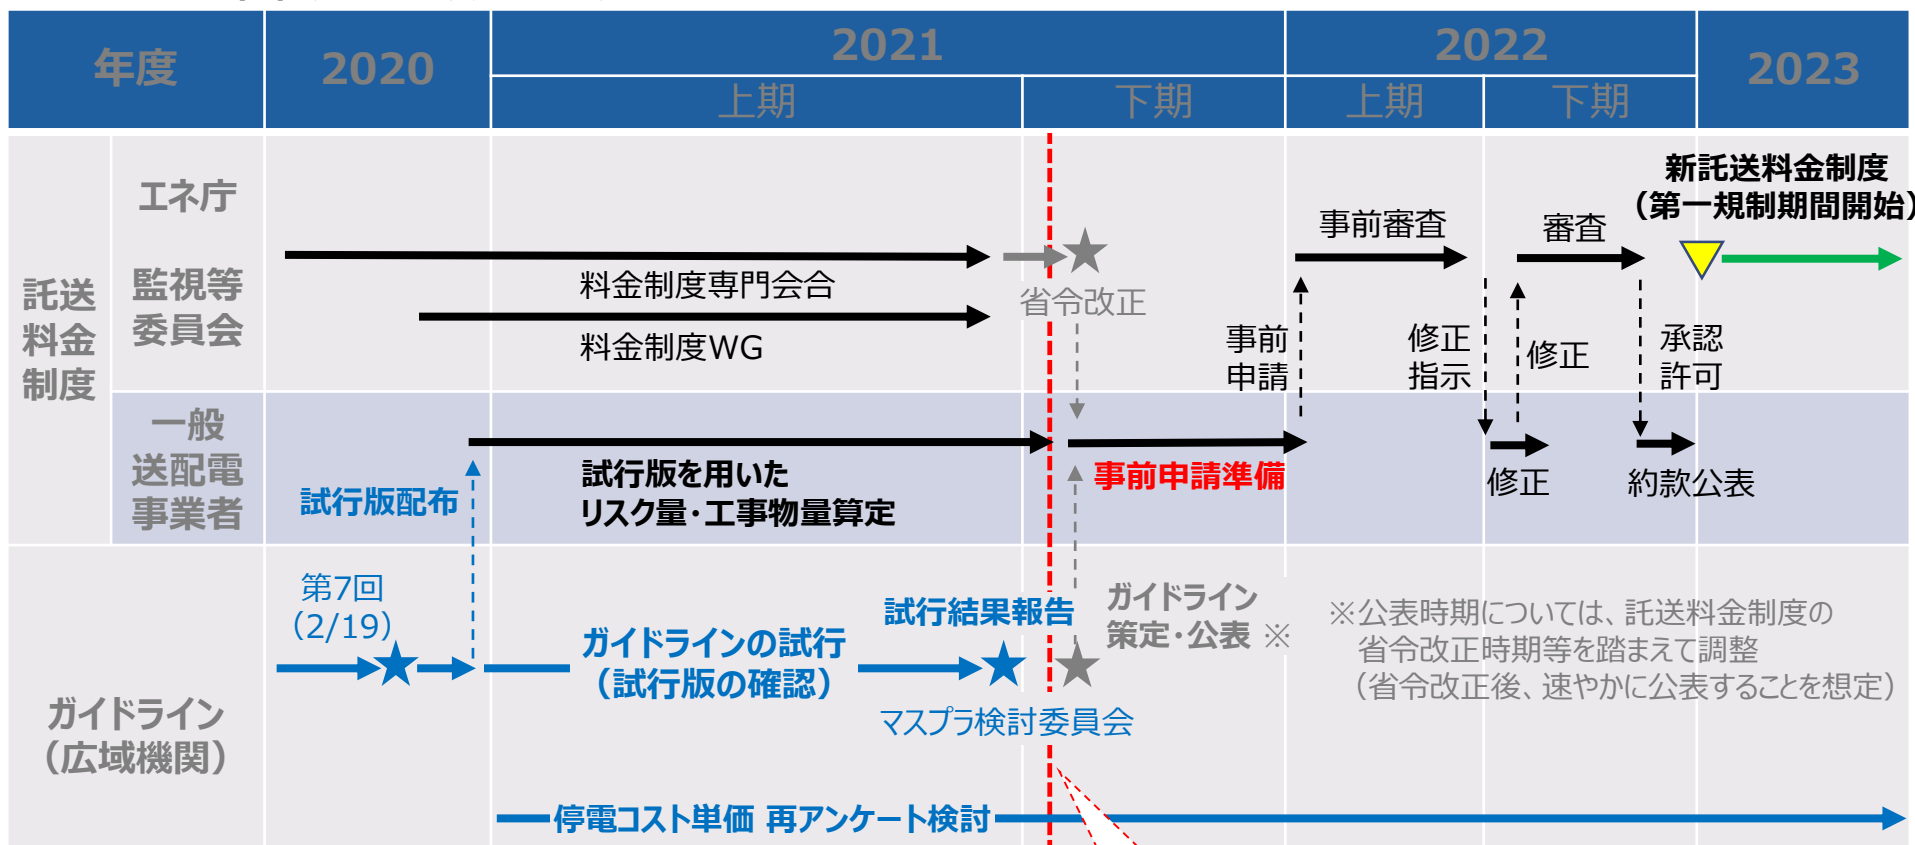 年度
2020
2021
2022
2023
上期
下期
上期
下期
託送
料金
制度
エネ庁
監視等
委員会
料金制度専門会合
料金制度WG
省令改正
事前
申請
事前審査
修正
指示
審査
修正
承認
許可
新託送料金制度
（第一規制期間開始）
一般
送配電
事業者
試行版配布
試行版を用いた
リスク量・工事物量算定
事前申請準備
修正
約款公表
ガイドライン
（広域機関）
第7回
（2/19）
ガイドラインの試行
（試行版の確認）
試行結果報告
マスプラ検討委員会
ガイドライン
策定・公表 ※
※公表時期については、託送料金制度の
省令改正時期等を踏まえて調整
（省令改正後、速やかに公表することを想定）
停電コスト単価 再アンケート検討